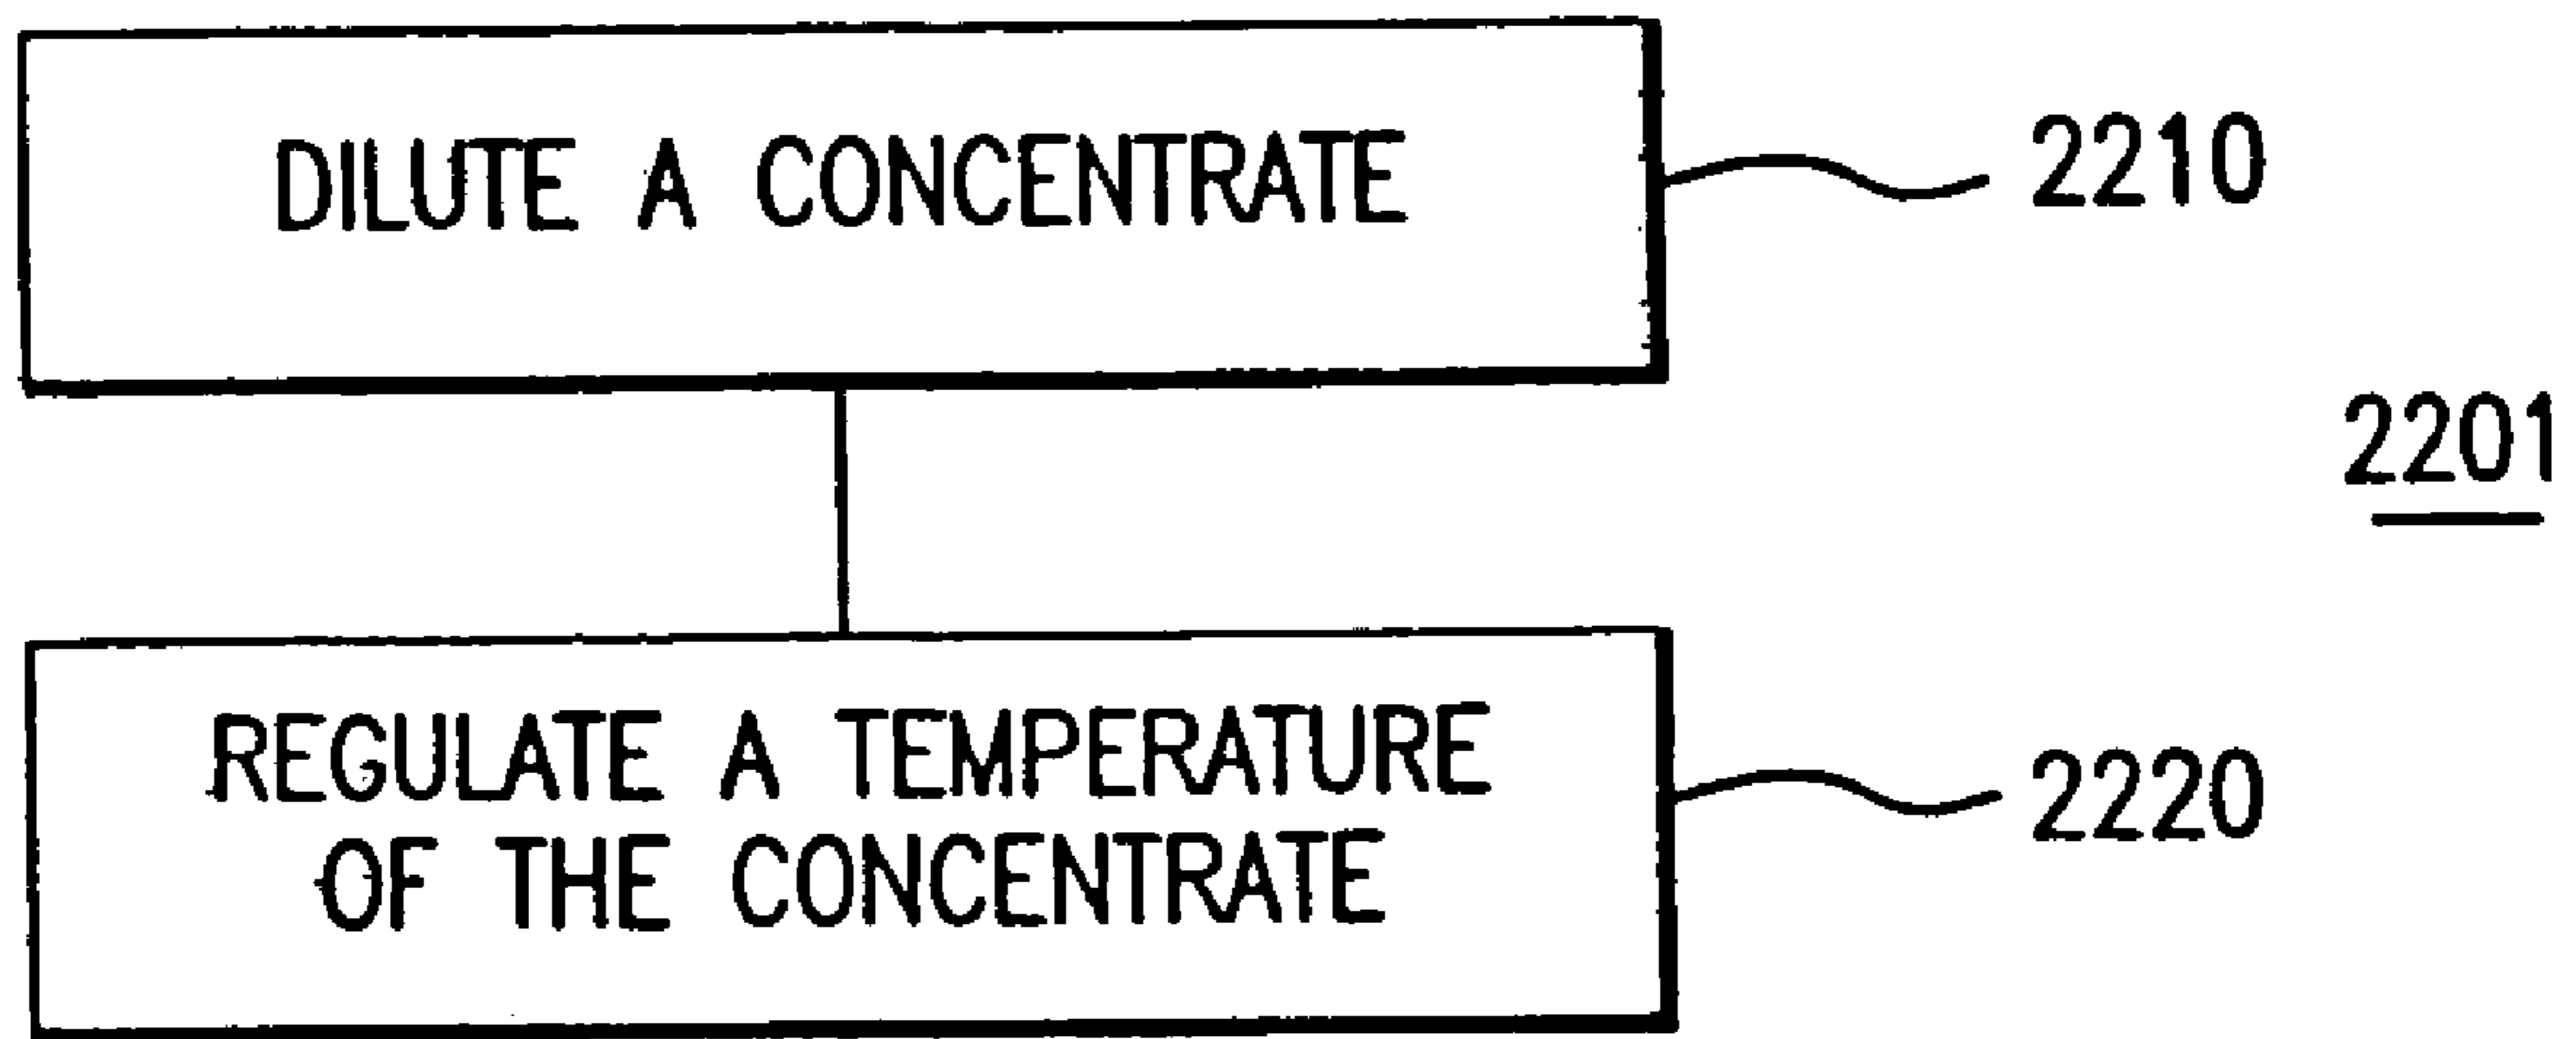 DILUTE A CONCENTRATE
2210
2201
REGULATE A TEMPERATURE
OF THE CONCENTRATE
2220